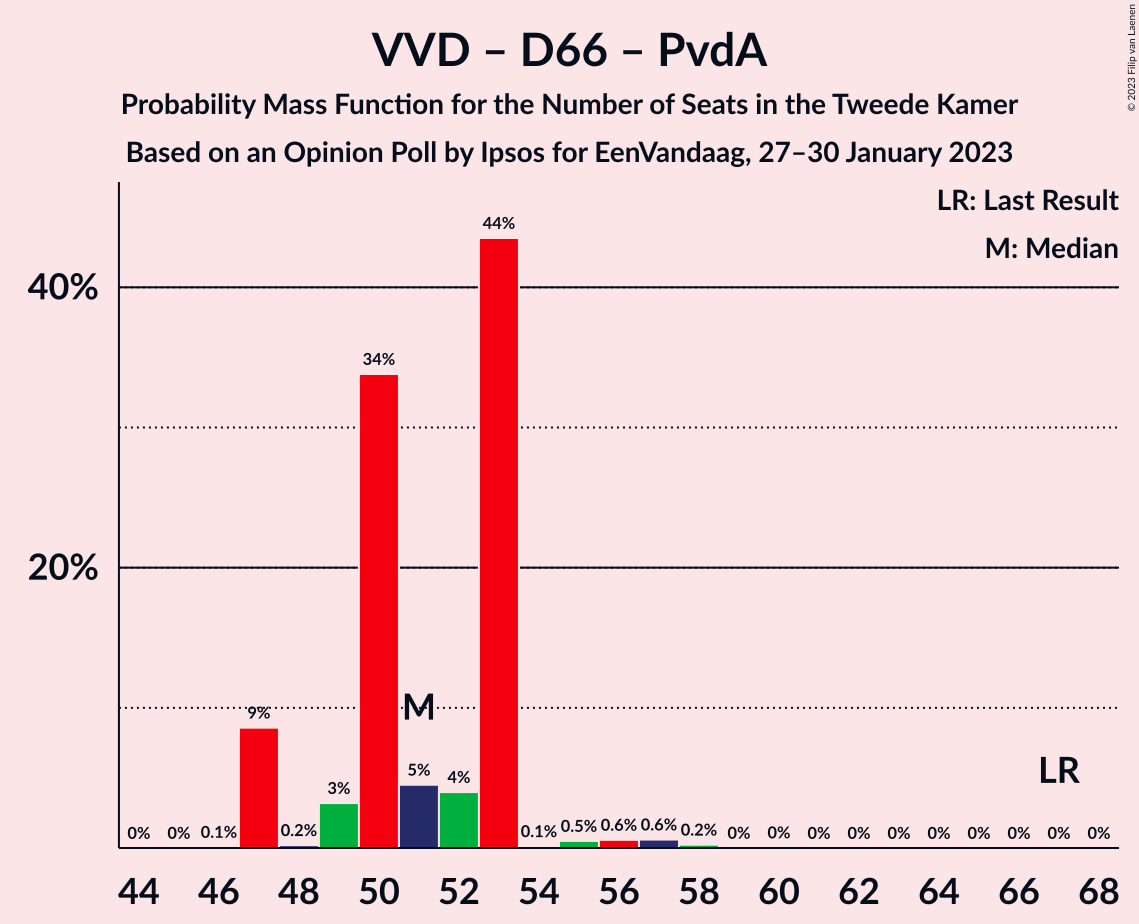 VVD – D66 – PvdA
Probability Mass Function for the Number of Seats in the Tweede Kamer
Based on an Opinion Poll by Ipsos for EenVandaag, 27–30 January 2023
© 2023 Filip van Laenen
LR: Last Result
M: Median
40%
20%
0% 0% 0.1% 9% 0.2% 3% 34% 5% 4% 44% 0.1% 0.5% 0.6% 0.6% 0.2% 0% 0% 0% 0% 0% 0% 0% 0% 0% 0%
M
LR
44 46 48 50 52 54 56 58 60 62 64 66 68